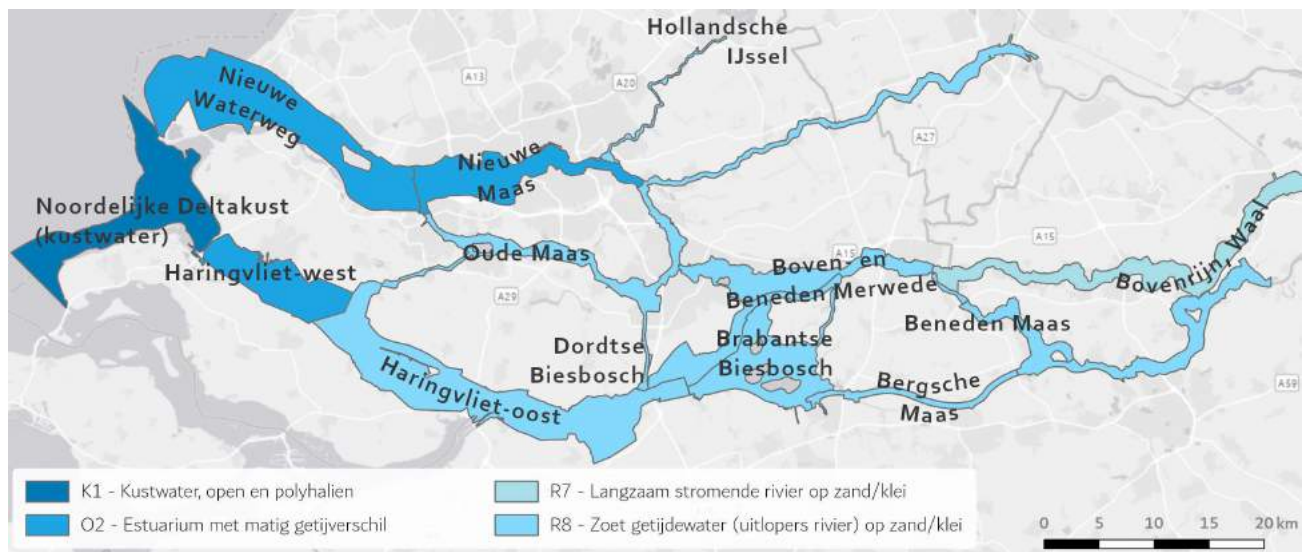 Hollandsche
IJssel
A13
A20
Nieuwe
Waterweg
A27
Nieuwe
Maas
Noordelijke Deltakust
(kustwater)
Oude Maas
A15
A15
Boven en
Beneden Merwede
Bovenrijn, Waal
Haringvliet-west
A29
Beneden Maas
Dordtse
Biesbosch
Brabantse
Biesbosch
Haringvliet-oost
Bergsche
Maas
A59
K1 - Kustwater, open en polyhalien
O2 - Estuarium met matig getijverschil
R7 - Langzaam stromende rivier op zand/klei
R8 - Zoet getijdewater (uitlopers rivier) op zand/klei
0 5 10 15 20 km